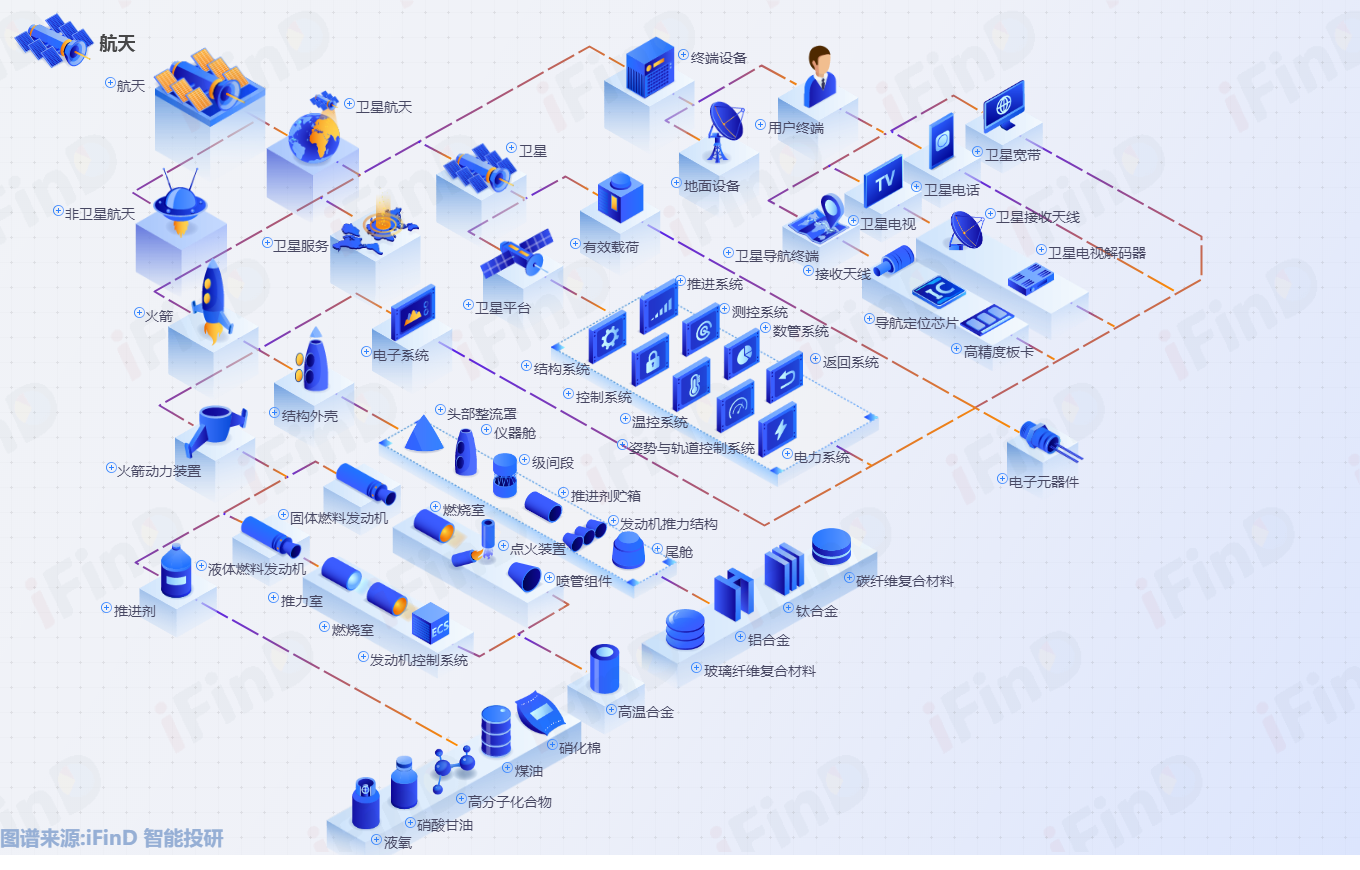 航天
航天
卫星航天
终端设备
用户终端
卫星
卫星宽带
地面设备
卫星电话
非卫星航天
卫星服务
有效载荷
卫星电视
卫星接收天线
卫星导航终端
卫星电视解码器
接收天线
推进系统
卫星平台
测控系统
火箭
导航定位芯片
数管系统
高精度板卡
电子系统
结构系统
返回系统
控制系统
结构外壳
头部整流罩
温控系统
仪器舱
姿势与轨道控制系统
电力系统
级间段
火箭动力装置
电子元器件
推进剂贮箱
燃烧室
固体燃料发动机
发动机推力结构
点火装置
尾舱
液体燃料发动机
喷管组件
碳纤维复合材料
推力室
推进剂
钛合金
燃烧室
铝合金
发动机控制系统
玻璃纤维复合材料
高温合金
硝化棉
煤油
高分子化合物
硝酸甘油
液氧
TV
IC
ECS
图谱来源:iFinD 智能投研
iFinD